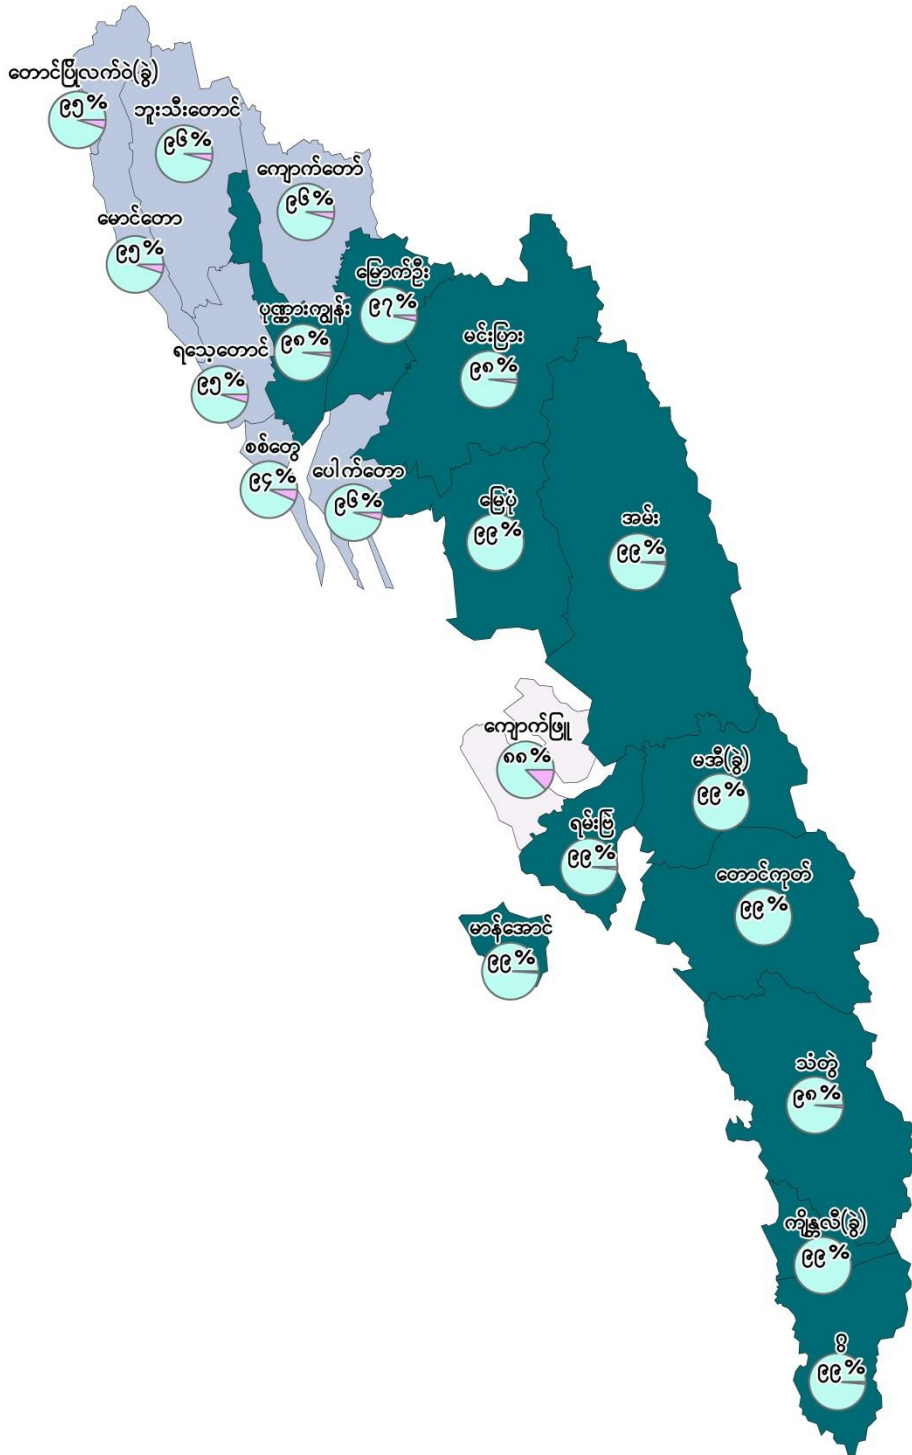 တောင်ပြိုလက်ဝဲ(ခွဲ)
၉၅%
ဘူးသီးတောင်
၉၆%
ကျောက်တော်
၉၆%
မောင်တော
၉၅%
မြောက်ဦး
၉၇%
ပုဏ္ဏားကျွန်း
၉၈%
မင်းပြား
၉၈%
ရသေ့တောင်
၉၅%
စစ်တွေ
၉၄%
ပေါက်တော
၉၆%
မြေပုံ
၉၉%
အမ်း
၉၉%
ကျောက်ဖြူ
၈၈%
မအီ(ခွဲ)
၉၉%
ရမ်းဗြဲ
၉၉%
တောင်ကုတ်
၉၉%
မာန်အောင်
၉၉%
သံတွဲ
၉၈%
ကျိန္တလီ(ခွဲ)
၉၉%
ဂွ
၉၉%